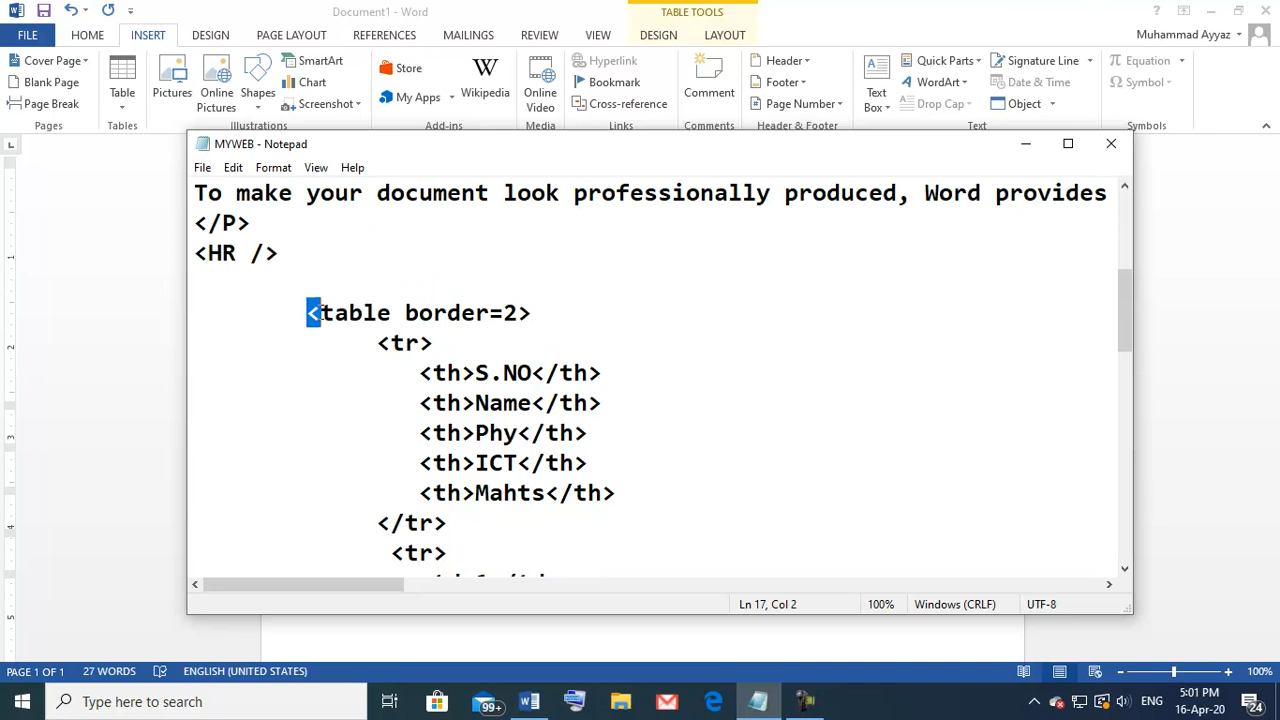 Document1 - Word
TABLE TOOLS
?
FILE
HOME
INSERT
DESIGN
PAGE LAYOUT
REFERENCES
MAILINGS
REVIEW
VIEW
DESIGN
LAYOUT
Muhammad Ayyaz
Cover Page
Blank Page
Page Break
Pages
Table
Tables
Pictures
Online Pictures
Shapes
SmartArt
Chart
Screenshot
Illustrations
Store
My Apps
W
Wikipedia
Add-ins
Online Video
Media
Hyperlink
Bookmark
Cross-reference
Links
Comment
Comments
Header
Footer
Page Number
Header & Footer
Text Box
Quick Parts
WordArt
Drop Cap
Signature Line
Date & Time
Object
Text
Equation
Symbol
Symbols
MYWEB - Notepad
File Edit Format View Help
To make your document look professionally produced, Word provides
</P>
<HR />
<table border=2>
<tr>
<th>S.NO</th>
<th>Name</th>
<th>Phy</th>
<th>ICT</th>
<th>Mahts</th>
</tr>
<tr>
Ln 17, Col 2
100%
Windows (CRLF)
UTF-8
1
2
3
4
5
PAGE 1 OF 1
27 WORDS
ENGLISH (UNITED STATES)
100%
Type here to search
99+
ENG
5:01 PM
16-Apr-20
24